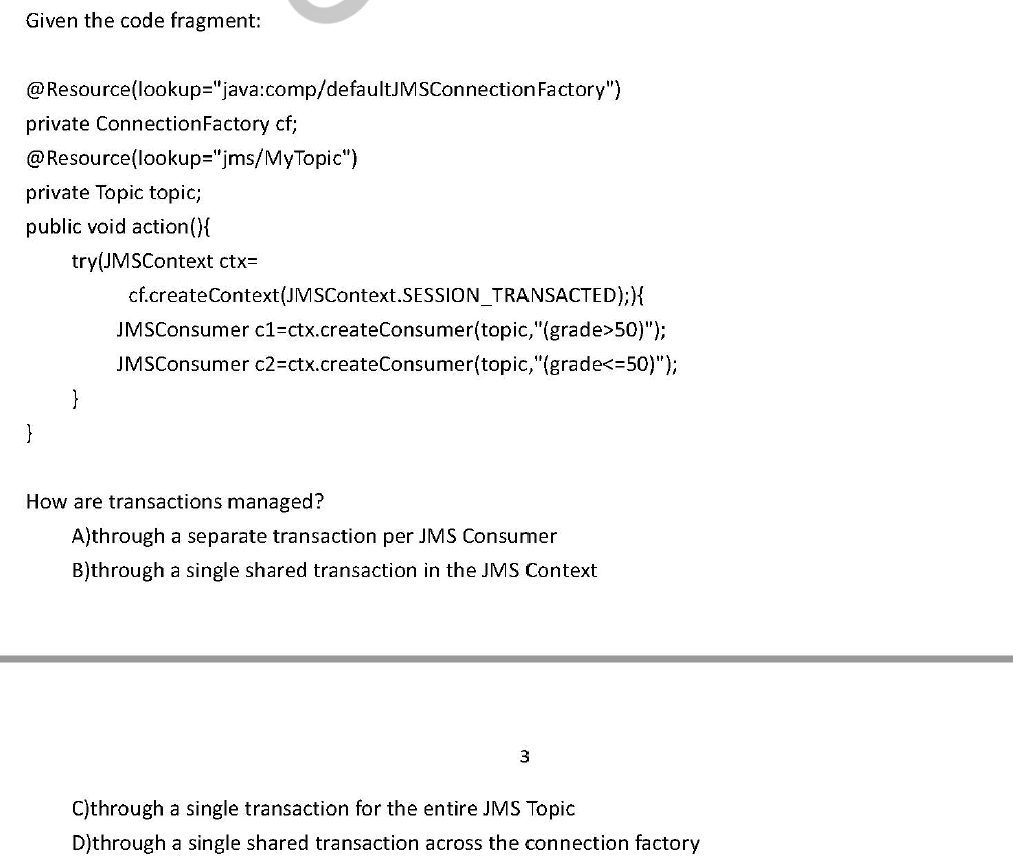 Given the code fragment:
@Resource(lookup="java:comp/defaultJMSConnectionFactory")
private ConnectionFactory cf;
@Resource(lookup="jms/MyTopic")
private Topic topic;
public void action(){
try(JMSContext ctx=
cf.createContext(JMSContext.SESSION_TRANSACTED);){
JMSConsumer c1=ctx.createConsumer(topic,"(grade>50)");
JMSConsumer c2=ctx.createConsumer(topic,"(grade<=50)");
}
}
How are transactions managed?
A)through a separate transaction per JMS Consumer
B)through a single shared transaction in the JMS Context
3
C)through a single transaction for the entire JMS Topic
D)through a single shared transaction across the connection factory